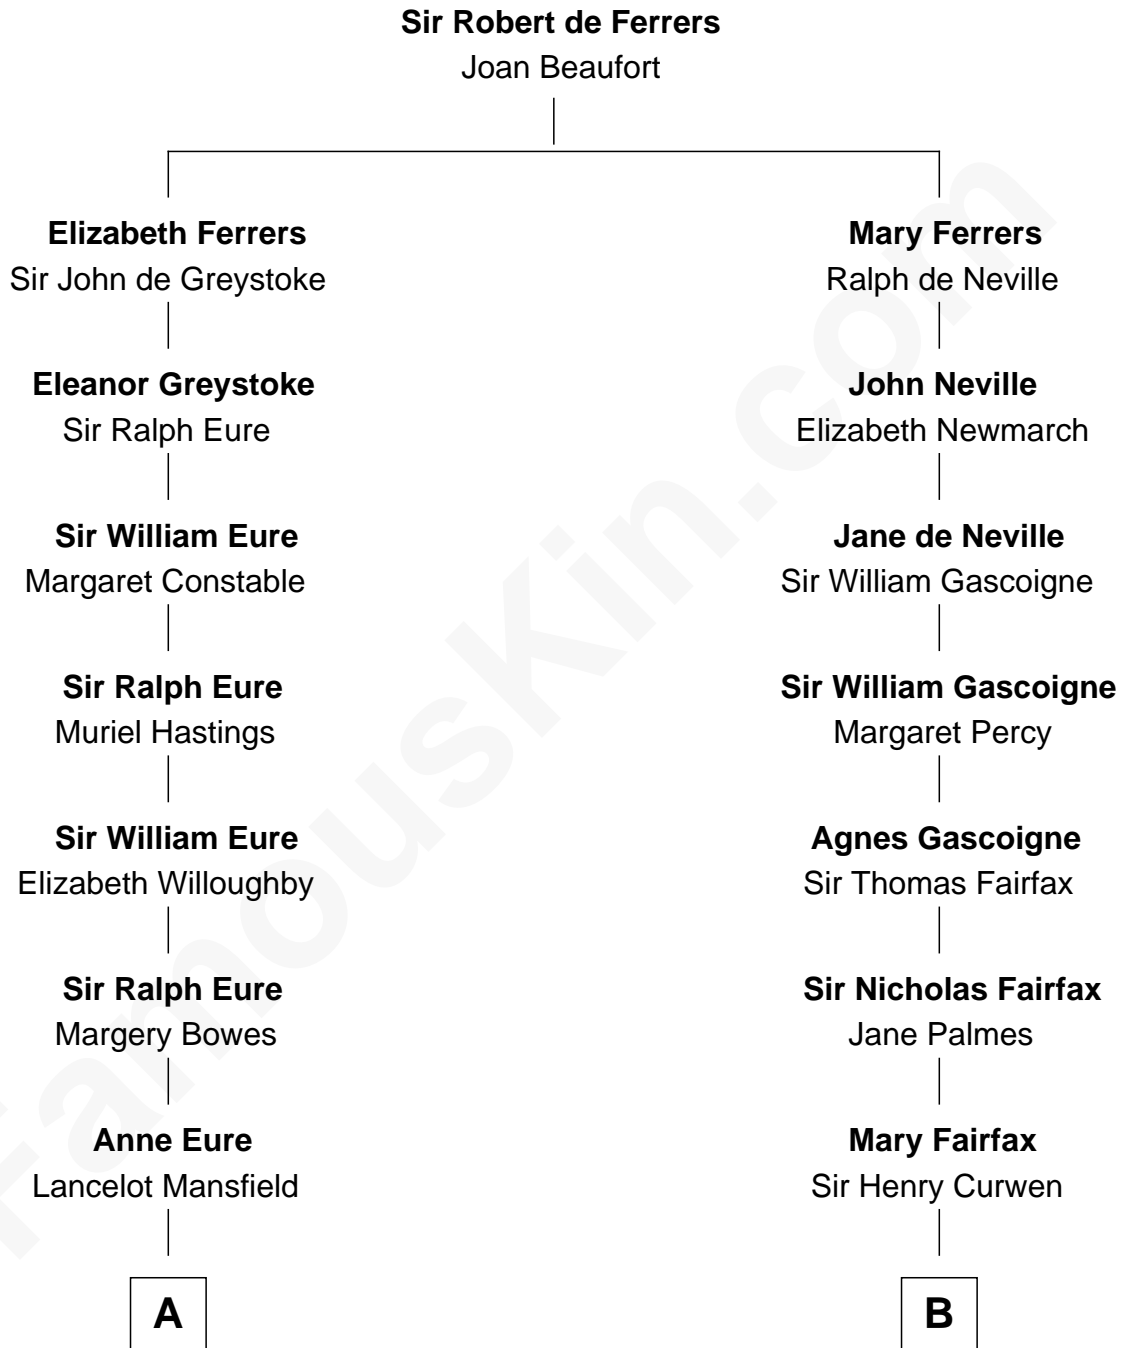 Sir Robert de Ferrers
Joan Beaufort
Elizabeth Ferrers
Sir John de Greystoke
Eleanor Greystoke
Sir Ralph Eure
Sir William Eure
Margaret Constable
Sir Ralph Eure
Muriel Hastings
Sir William Eure
Elizabeth Willoughby
Sir Ralph Eure
Margery Bowes
Anne Eure
Lancelot Mansfield
A
Mary Ferrers
Ralph de Neville
John Neville
Elizabeth Newmarch
Jane de Neville
Sir William Gascoigne
Sir William Gascoigne
Margaret Percy
Agnes Gascoigne
Sir Thomas Fairfax
Sir Nicholas Fairfax
Jane Palmes
Mary Fairfax
Sir Henry Curwen
B
FamousKin.com